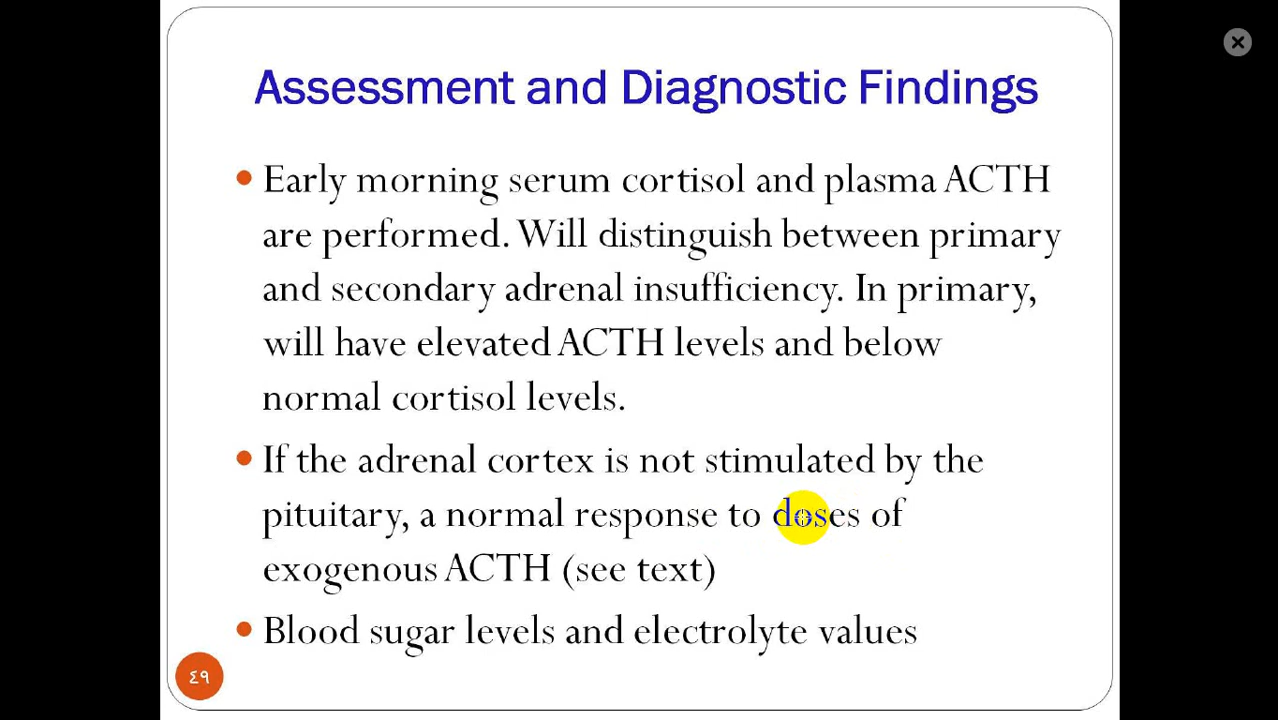 Assessment and Diagnostic Findings
• Early morning serum cortisol and plasma ACTH
are performed. Will distinguish between primary
and secondary adrenal insufficiency. In primary,
will have elevated ACTH levels and below
normal cortisol levels.
• If the adrenal cortex is not stimulated by the
pituitary, a normal response to doses of
exogenous ACTH (see text)
• Blood sugar levels and electrolyte values
٤٩